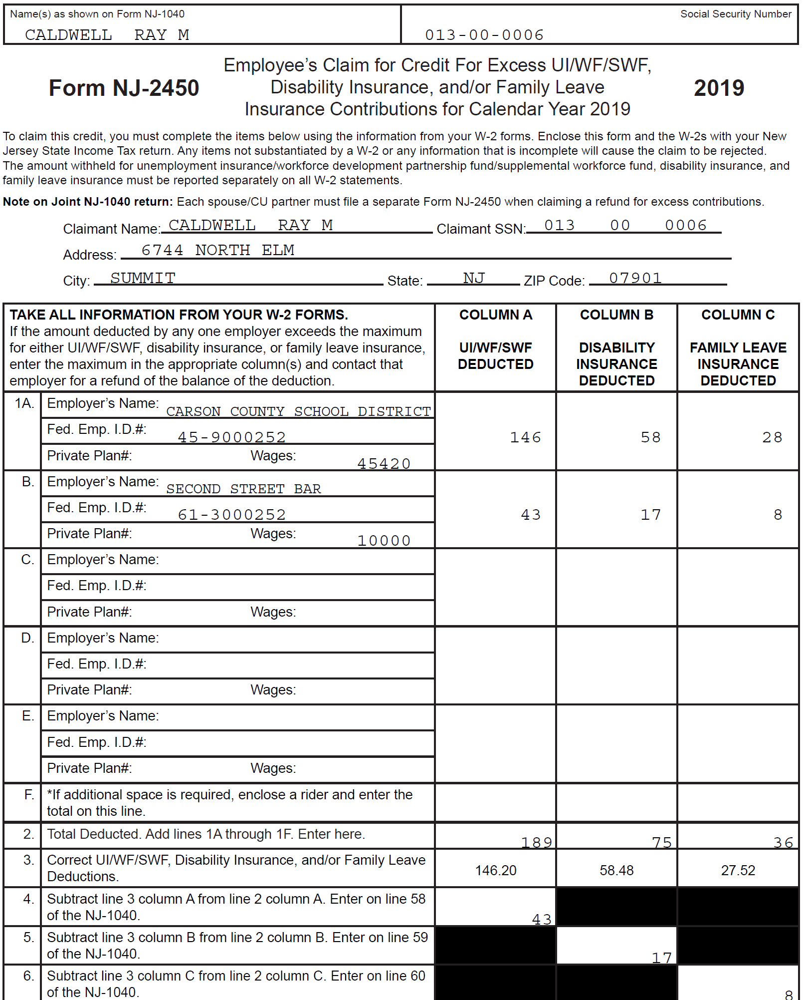 Name(s) as shown on Form NJ-1040
Social Security Number
CALDWELL RAY M
013-00-0006
Form NJ-2450
Employee’s Claim for Credit For Excess UI/WF/SWF,
Disability Insurance, and/or Family Leave
Insurance Contributions for Calendar Year 2019
2019
To claim this credit, you must complete the items below using the information from your W-2 forms. Enclose this form and the W-2s with your New
Jersey State Income Tax return. Any items not substantiated by a W-2 or any information that is incomplete will cause the claim to be rejected.
The amount withheld for unemployment insurance/workforce development partnership fund/supplemental workforce fund, disability insurance, and
family leave insurance must be reported separately on all W-2 statements.
Note on Joint NJ-1040 return: Each spouse/CU partner must file a separate Form NJ-2450 when claiming a refund for excess contributions.
Claimant Name: CALDWELL RAY M Claimant SSN: 013 00 0006
Address: 6744 NORTH ELM
City: SUMMIT State: NJ ZIP Code: 07901
TAKE ALL INFORMATION FROM YOUR W-2 FORMS.
If the amount deducted by any one employer exceeds the maximum
for either UI/WF/SWF, disability insurance, or family leave insurance,
enter the maximum in the appropriate column(s) and contact that
employer for a refund of the balance of the deduction.
COLUMN A
UI/WF/SWF
DEDUCTED
COLUMN B
DISABILITY
INSURANCE
DEDUCTED
COLUMN C
FAMILY LEAVE
INSURANCE
DEDUCTED
1A. Employer’s Name: CARSON COUNTY SCHOOL DISTRICT
Fed. Emp. I.D.#: 45-9000252
146 58 28
Private Plan#: Wages: 45420
B. Employer’s Name: SECOND STREET BAR
Fed. Emp. I.D.#: 61-3000252
43 17 8
Private Plan#: Wages: 10000
C. Employer’s Name:
Fed. Emp. I.D.#:
Private Plan#: Wages:
D. Employer’s Name:
Fed. Emp. I.D.#:
Private Plan#: Wages:
E. Employer’s Name:
Fed. Emp. I.D.#:
Private Plan#: Wages:
F. *If additional space is required, enclose a rider and enter the
total on this line.
2. Total Deducted. Add lines 1A through 1F. Enter here. 189 75 36
3. Correct UI/WF/SWF, Disability Insurance, and/or Family Leave
Deductions.
146.20 58.48 27.52
4. Subtract line 3 column A from line 2 column A. Enter on line 58
of the NJ-1040. 43
5. Subtract line 3 column B from line 2 column B. Enter on line 59
of the NJ-1040. 17
6. Subtract line 3 column C from line 2 column C. Enter on line 60
of the NJ-1040. 8